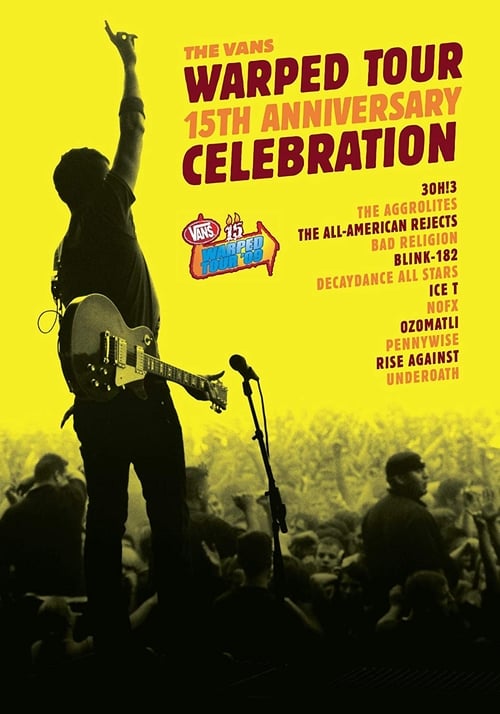 THE VANS
WARPED TOUR
15TH ANNIVERSARY
CELEBRATION
3OH!3
THE AGGROLITES
THE ALL-AMERICAN REJECTS
BAD RELIGION
BLINK-182
DECAYDANCE ALL STARS
ICE T
NOFX
OZOMATLI
PENNYWISE
RISE AGAINST
UNDEROATH
VANS
15
WARPED
TOUR '09